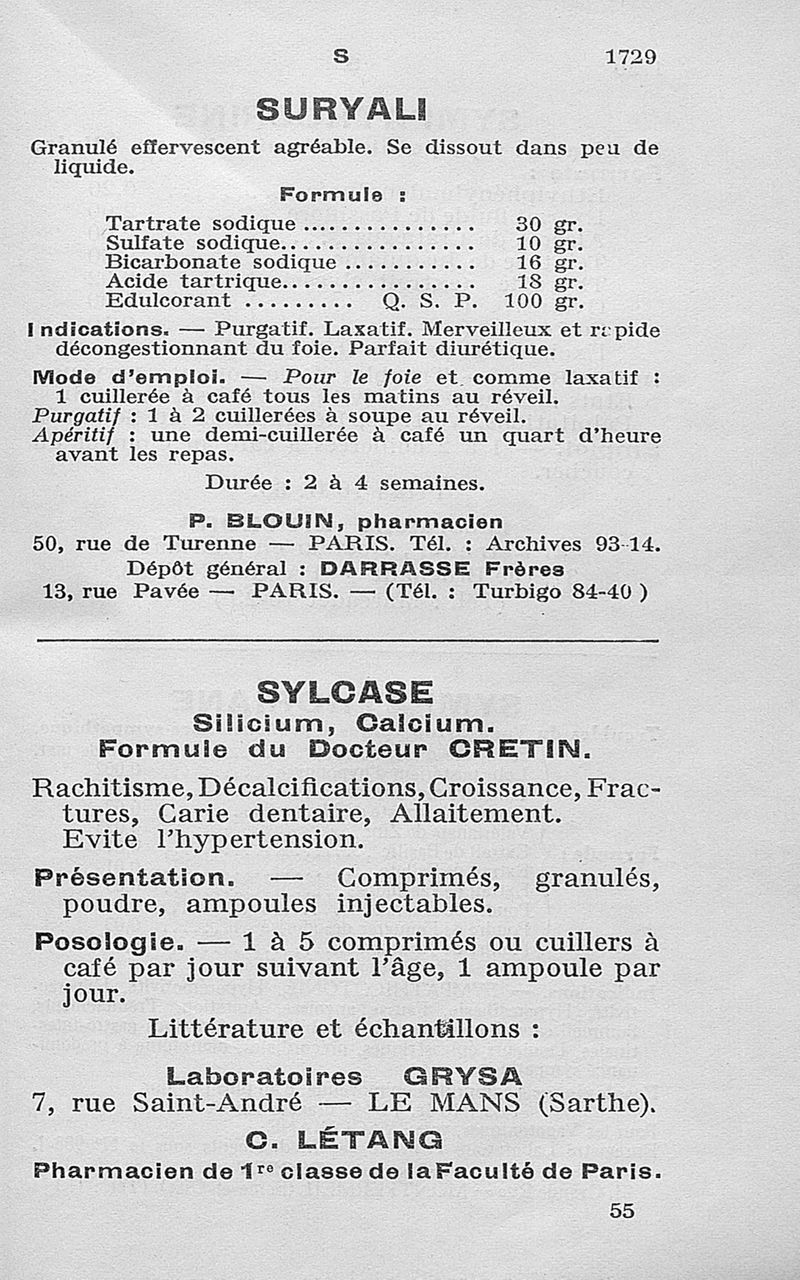 S 1729
SURYALI
Granulé effervescent agréable. Se dissout dans peu de
liquide.
Formule :
Tartrate sodique ............... 30 gr.
Sulfate sodique................ 10 gr.
Bicarbonate sodique ........... 16 gr.
Acide tartrique................ 18 gr.
Edulcorant ......... Q. S. P. 100 gr.
Indications. — Purgatif. Laxatif. Merveilleux et rapide
décongestionnant du foie. Parfait diurétique.
Mode d'emploi. — Pour le foie et comme laxatif :
1 cuillerée à café tous les matins au réveil.
Purgatif : 1 à 2 cuillerées à soupe au réveil.
Apéritif : une demi-cuillerée à café un quart d'heure
avant les repas.
Durée : 2 à 4 semaines.
P. BLOUIN, pharmacien
50, rue de Turenne — PARIS. Tél. : Archives 93-14.
Dépôt général : DARRASSE Frères
13, rue Pavée — PARIS. — (Tél. : Turbigo 84-40 )
SYLCASE
Silicium, Calcium.
Formule du Docteur CRETIN.
Rachitisme, Décalcifications, Croissance, Frac-
tures, Carie dentaire, Allaitement.
Evite l'hypertension.
Présentation. — Comprimés, granulés,
poudre, ampoules injectables.
Posologie. — 1 à 5 comprimés ou cuillers à
café par jour suivant l'âge, 1 ampoule par
jour.
Littérature et échantillons :
Laboratoires GRYSA
7, rue Saint-André — LE MANS (Sarthe).
C. LÉTANG
Pharmacien de 1re classe de la Faculté de Paris.
55